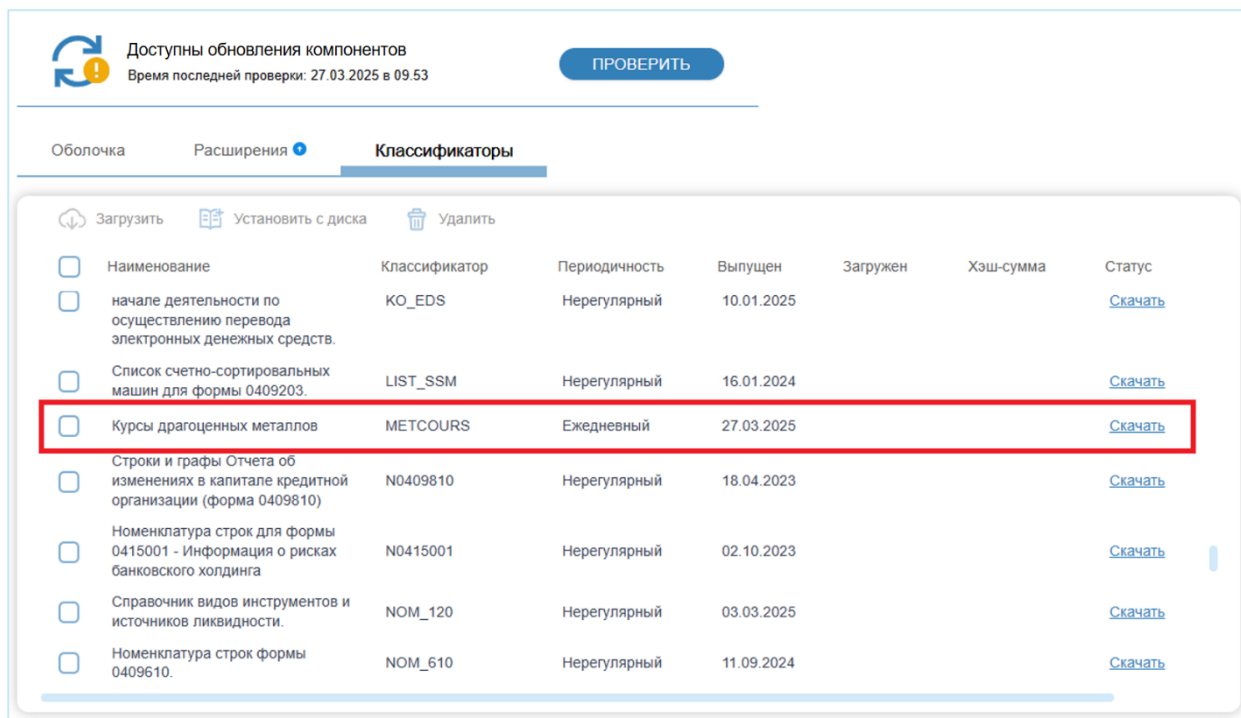 Доступны обновления компонентов
Время последней проверки: 27.03.2025 в 09.53
ПРОВЕРИТЬ
Оболочка Расширения Классификаторы
Загрузить Установить с диска Удалить
Наименование Классификатор Периодичность Выпущен Загружен Хэш-сумма Статус
начале деятельности по KO_EDS Нерегулярный 10.01.2025 Скачать
осуществлению перевода
электронных денежных средств.
Список счетно-сортировальных
машин для формы 0409203. LIST_SSM Нерегулярный 16.01.2024 Скачать
Курсы драгоценных металлов METCOURS Ежедневный 27.03.2025 Скачать
Строки и графы Отчета об
изменениях в капитале кредитной N0409810 Нерегулярный 18.04.2023 Скачать
организации (форма 0409810)
Номенклатура строк для формы
0415001 - Информация о рисках N0415001 Нерегулярный 02.10.2023 Скачать
банковского холдинга
Справочник видов инструментов и
источников ликвидности. NOM_120 Нерегулярный 03.03.2025 Скачать
Номенклатура строк формы
0409610. NOM_610 Нерегулярный 11.09.2024 Скачать